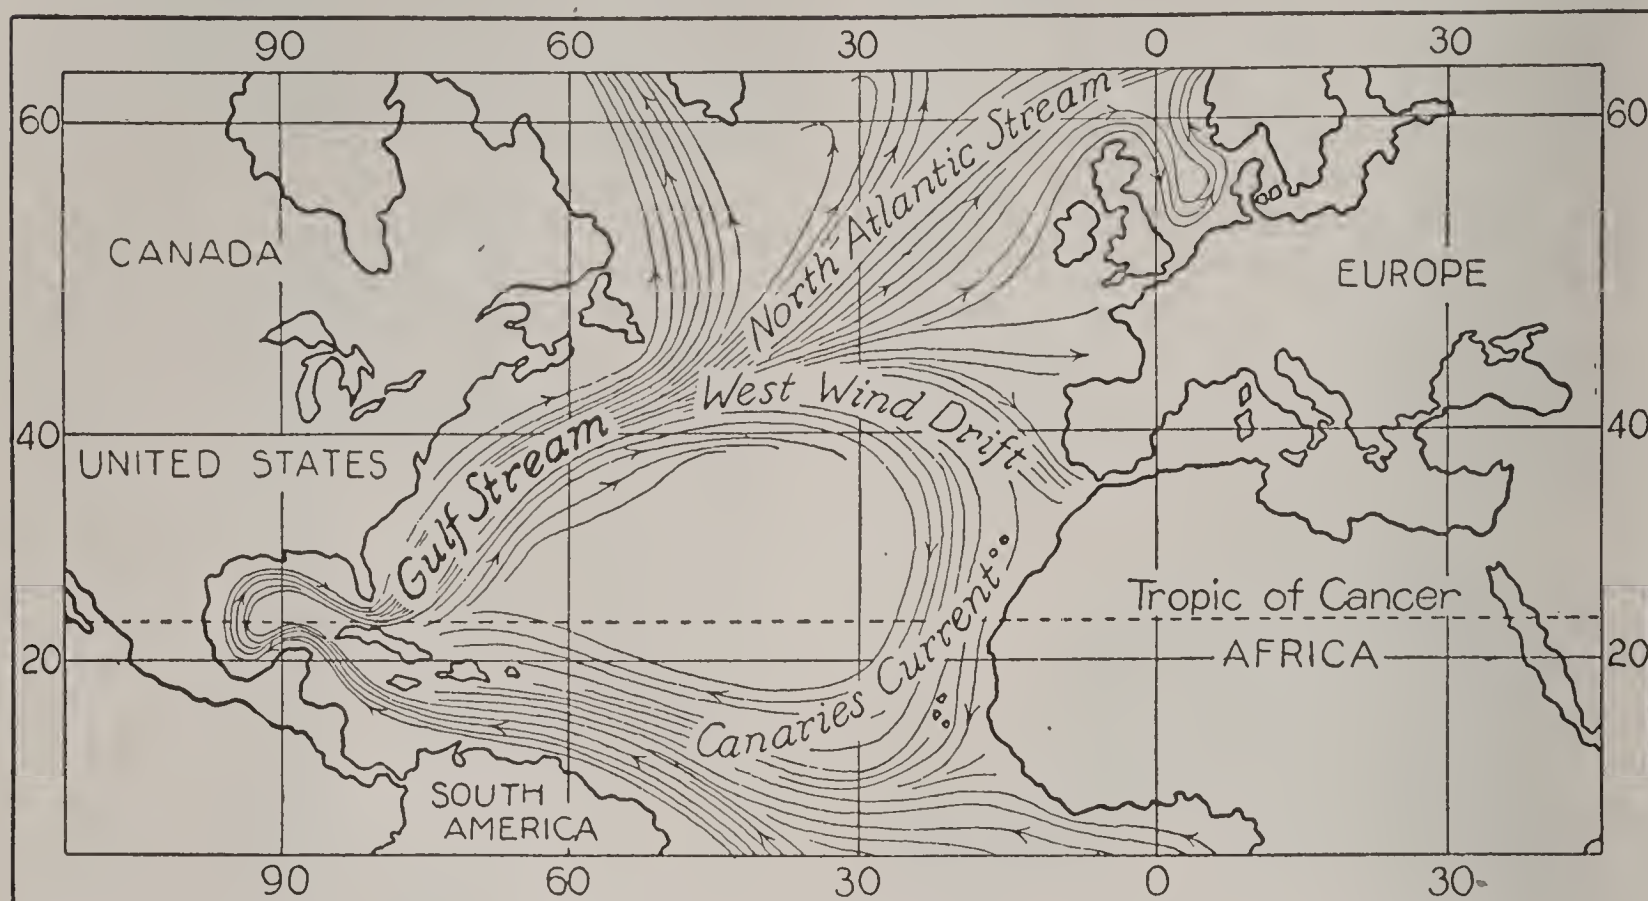 90 60 30 0 30
60 60
North Atlantic Stream
CANADA
EUROPE
West Wind Drift
40 40
UNITED STATES
Gulf Stream
Tropic of Cancer
AFRICA
20 20
Canaries Current
SOUTH
AMERICA
90 60 30 0 30